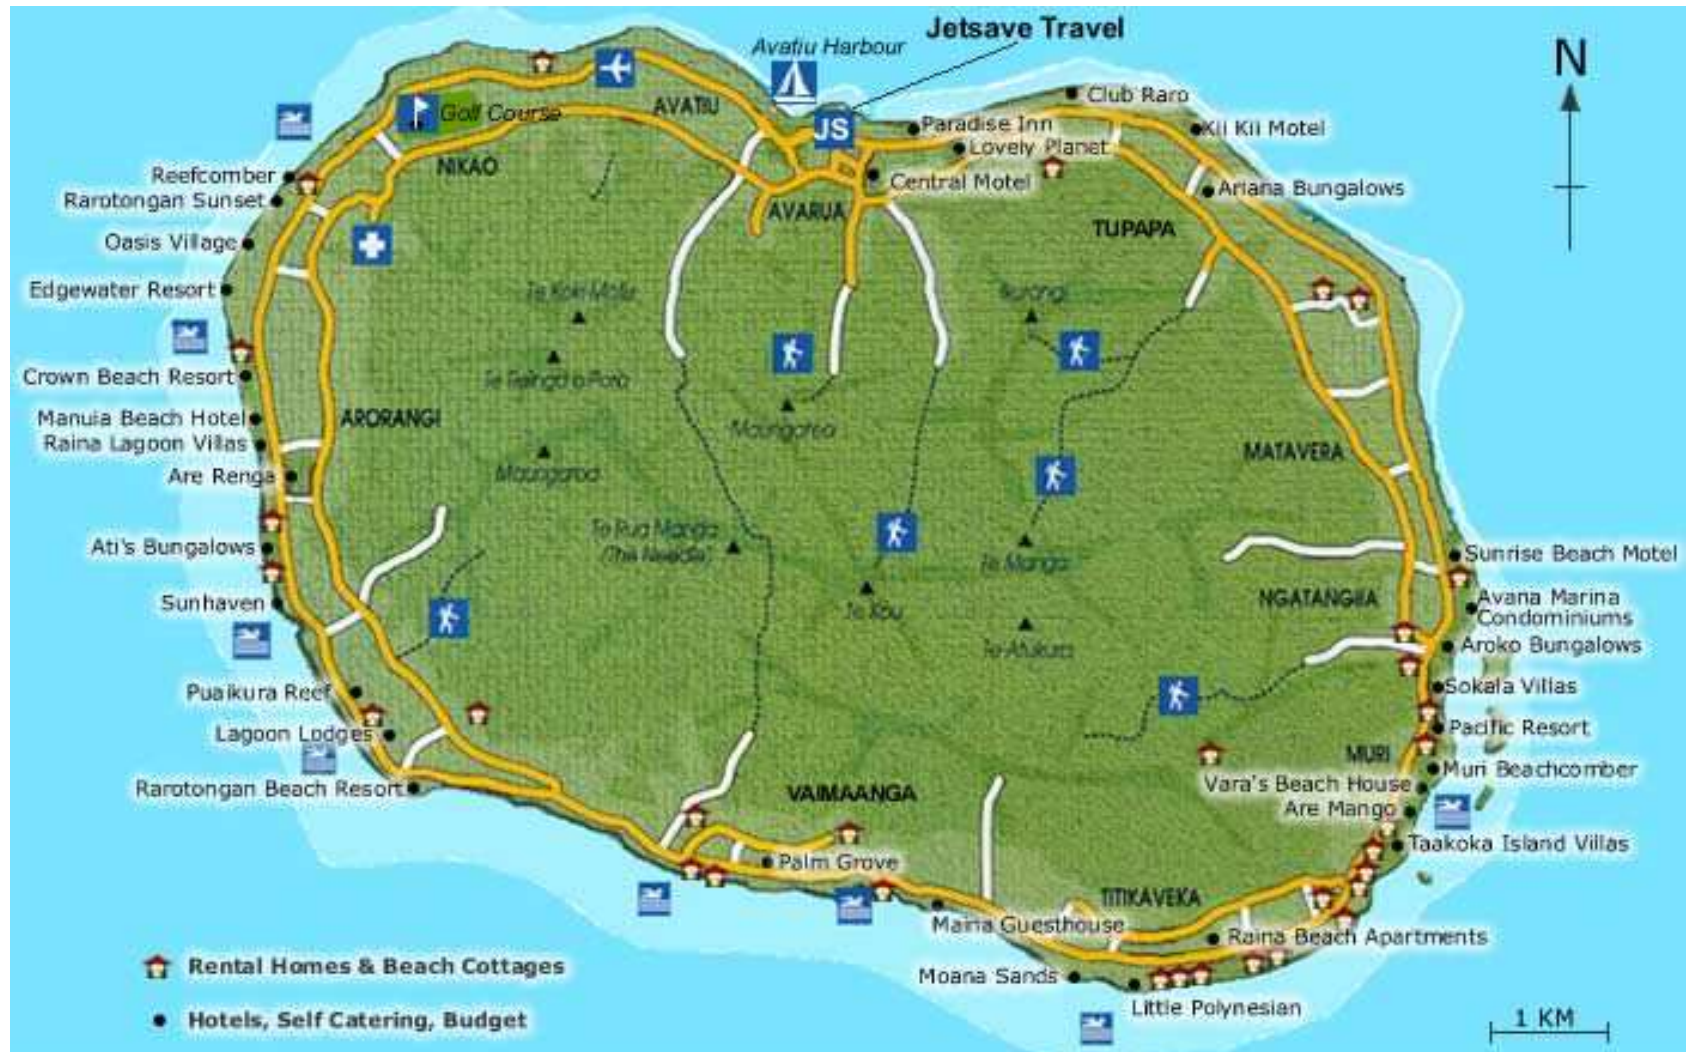 Jetsave Travel
Avatiu Harbour
N
Club Raro
Golf Course
AVATIU
JS
Paradise Inn
Kii Kii Motel
Lovely Planet
NIKAO
Reefcomber
Central Motel
Ariana Bungalows
Rarotongan Sunset
AVARUA
TUPAPA
Oasis Village
Edgewater Resort
Ikurangi
Crown Beach Resort
Manuia Beach Hotel
ARORANGI
Maungarea
Raina Lagoon Villas
MATAVERA
Are Renga
Maungaroa
Te Rua Manga
(The Needle)
Ati's Bungalows
Sunrise Beach Motel
Te Manga
Sunhaven
Te Kou
NGATANGIIA
Avana Marina
Condominiums
Te Atukura
Aroko Bungalows
Puaikura Reef
Sokala Villas
Lagoon Lodges
Pacific Resort
MURI
Muri Beachcomber
Rarotongan Beach Resort
VAIMAANGA
Vara's Beach House
Are Mango
Taakoka Island Villas
Palm Grove
TITIKAVEKA
Maina Guesthouse
Raina Beach Apartments
Rental Homes & Beach Cottages
Moana Sands
Little Polynesian
Hotels, Self Catering, Budget
1 KM